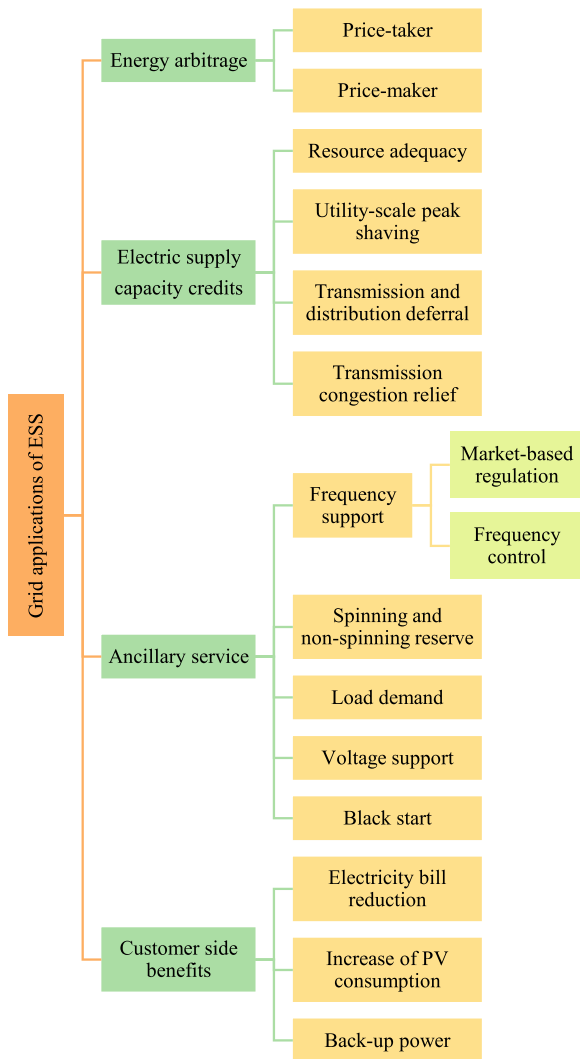 Grid applications of ESS
Energy arbitrage
Price-taker
Price-maker
Electric supply
capacity credits
Resource adequacy
Utility-scale peak
shaving
Transmission and
distribution deferral
Transmission
congestion relief
Ancillary service
Frequency
support
Market-based
regulation
Frequency
control
Spinning and
non-spinning reserve
Load demand
Voltage support
Black start
Customer side
benefits
Electricity bill
reduction
Increase of PV
consumption
Back-up power